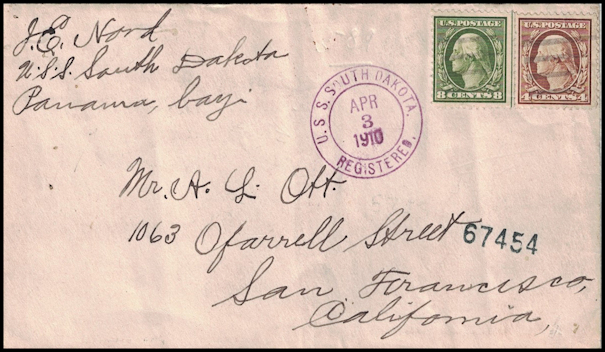 J.E. Nord
U.S.S. South Dakota
Panama, bay.
U.S. POSTAGE
8 CENTS 8
U.S. POSTAGE
4 CENTS 4
U. S. S. SOUTH DAKOTA.
APR
3
1910
REGISTERED.
Mr. A. L. Ott.
1063 Ofarrell Street
67454
San Francisco,
California,